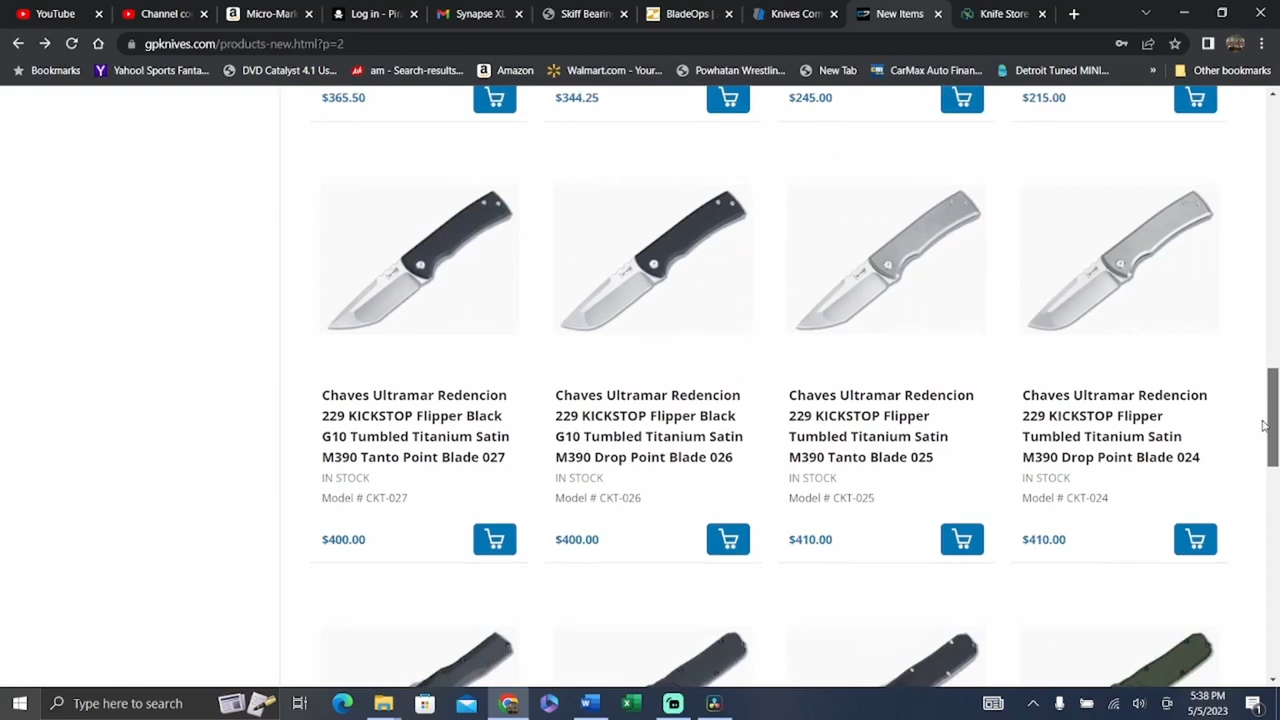 YouTube
Channel co
Micro-Mark
Log in - Pin
Gmail
Synapse XL
Skiff Bearin
BladeOps |
Knives Com
New Items
Knife Store
gpknives.com/products-new.html?p=2
Bookmarks
Yahoo! Sports Fanta...
DVD Catalyst 4.1 Us...
am - Search-results...
Amazon
Walmart.com - Your...
Powhatan Wrestlin...
New Tab
CarMax Auto Finan...
Detroit Tuned MINI...
»
Other bookmarks
$365.50
$344.25
$245.00
$215.00
Chaves Ultramar Redencion
229 KICKSTOP Flipper Black
G10 Tumbled Titanium Satin
M390 Tanto Point Blade 027
IN STOCK
Model # CKT-027
$400.00
Chaves Ultramar Redencion
229 KICKSTOP Flipper Black
G10 Tumbled Titanium Satin
M390 Drop Point Blade 026
IN STOCK
Model # CKT-026
$400.00
Chaves Ultramar Redencion
229 KICKSTOP Flipper
Tumbled Titanium Satin
M390 Tanto Blade 025
IN STOCK
Model # CKT-025
$410.00
Chaves Ultramar Redencion
229 KICKSTOP Flipper
Tumbled Titanium Satin
M390 Drop Point Blade 024
IN STOCK
Model # CKT-024
$410.00
Type here to search
5:38 PM
5/5/2023